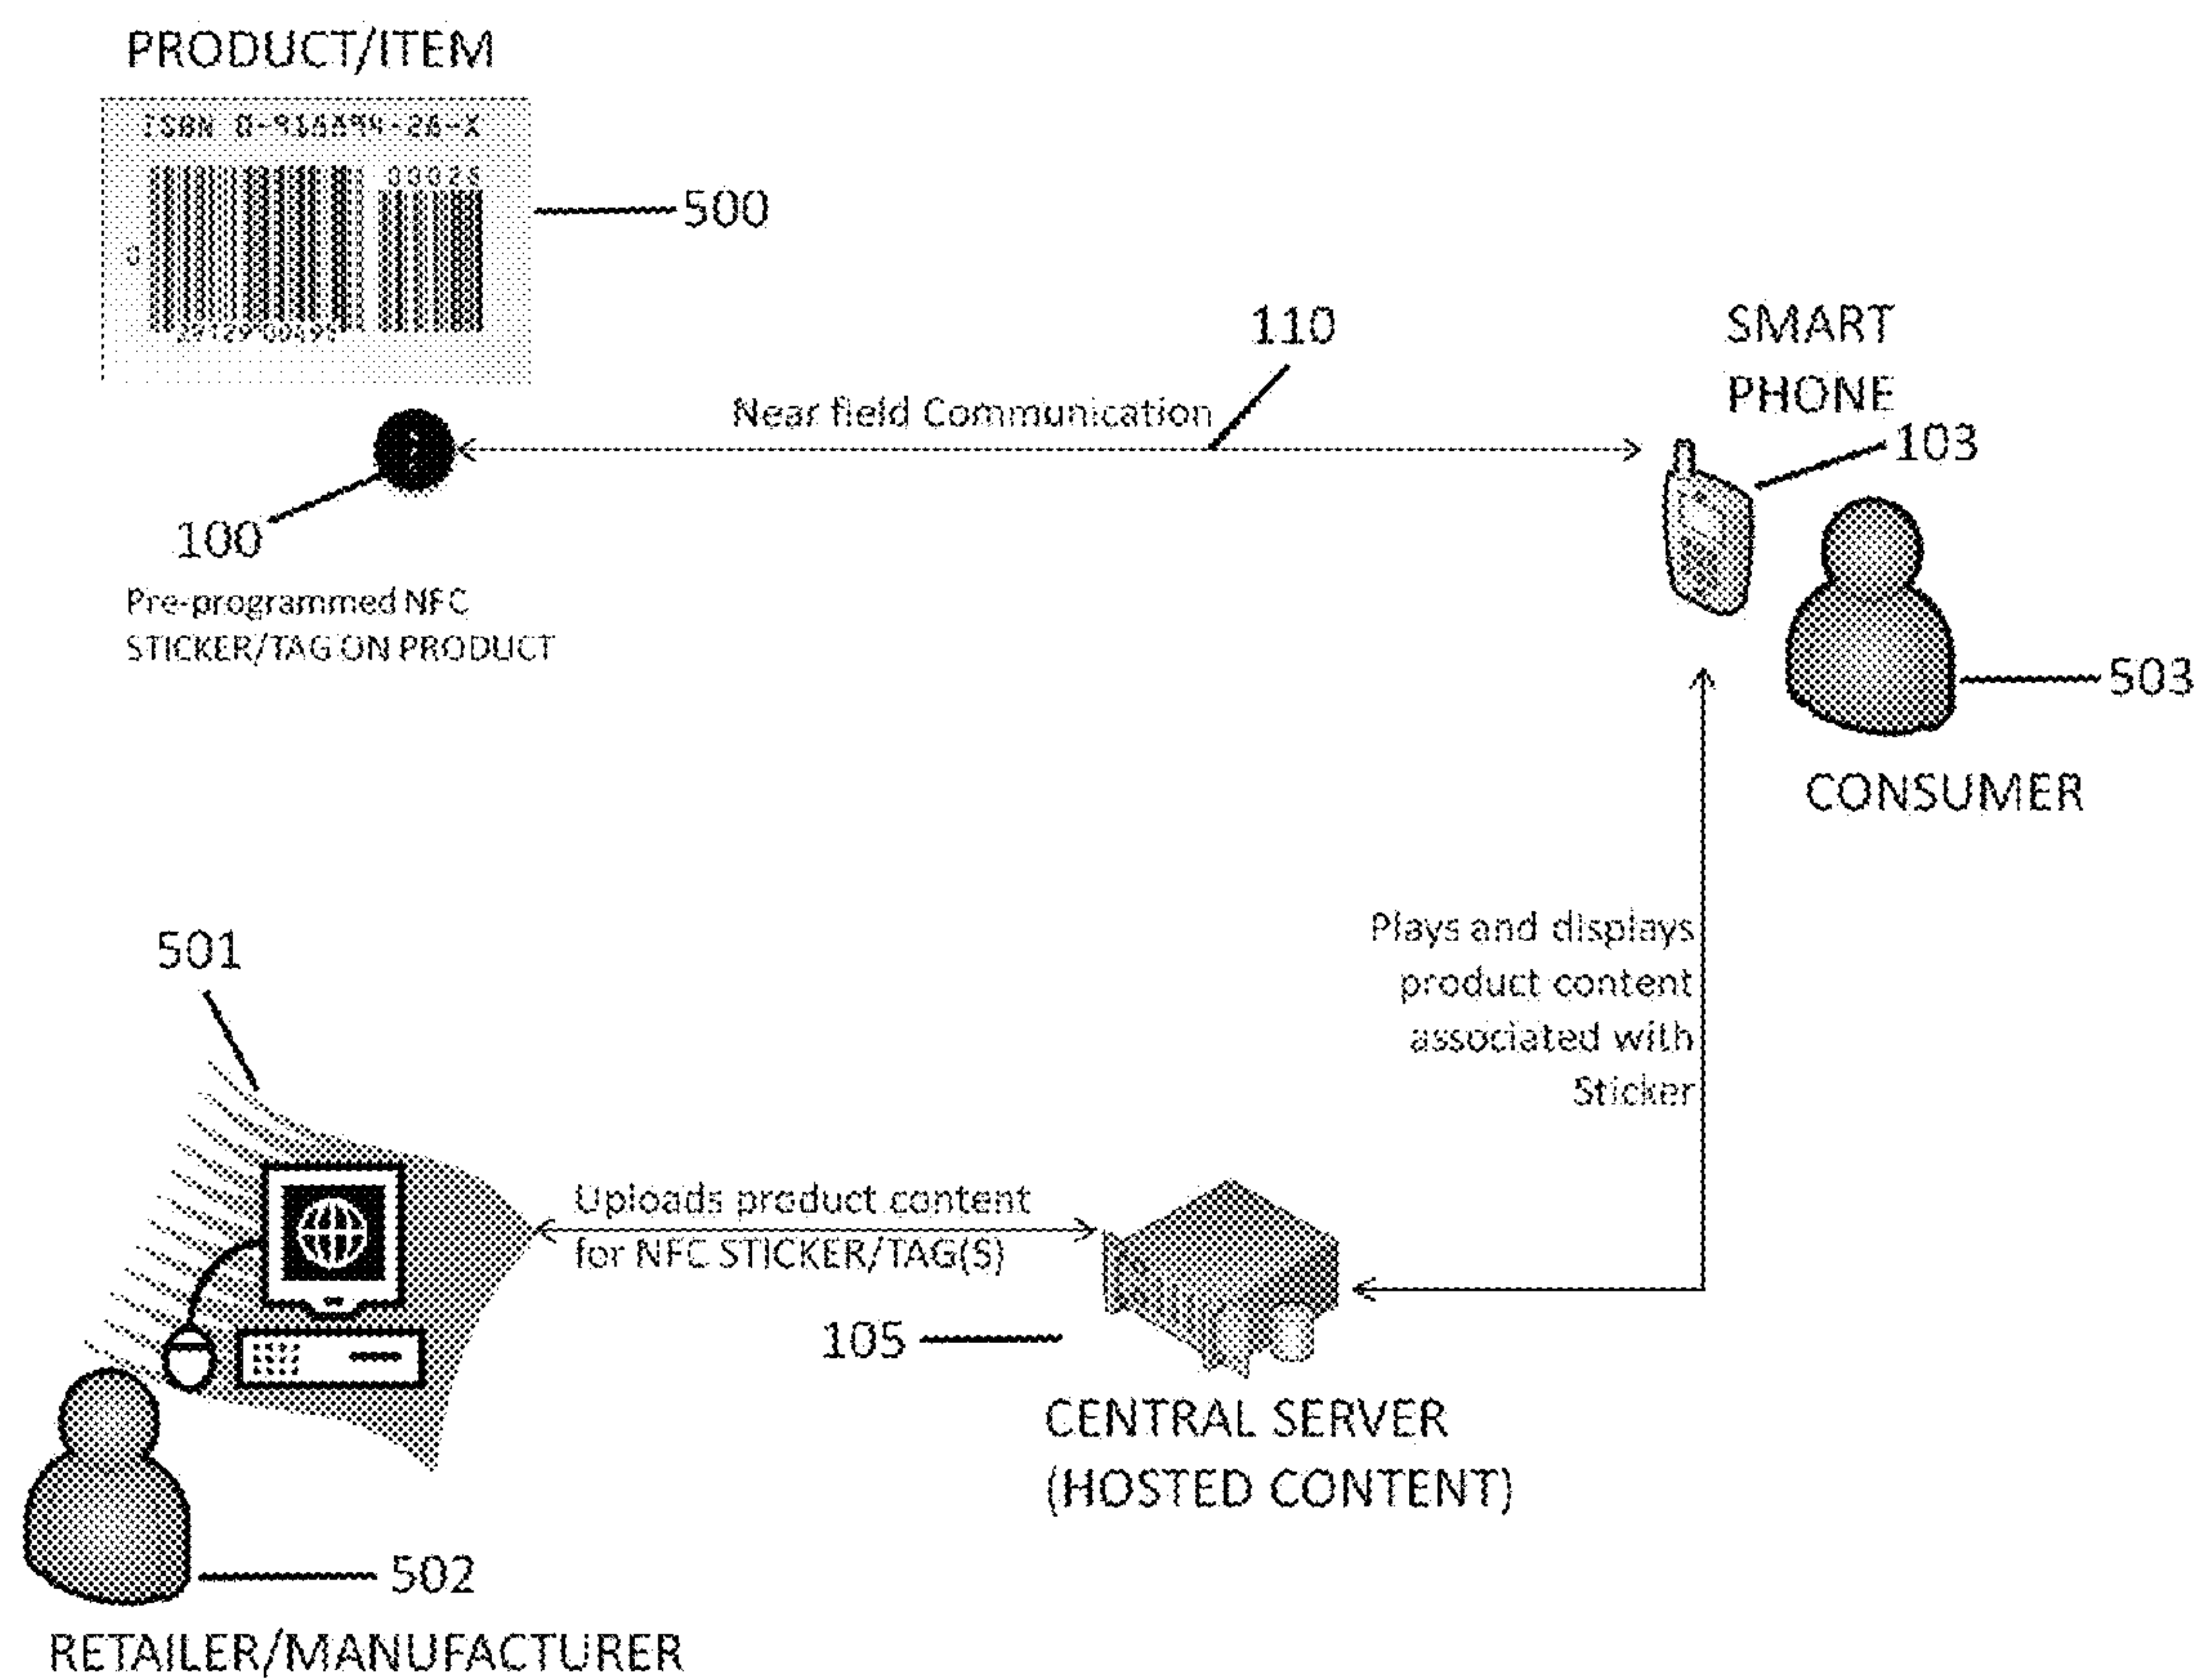 PRODUCT/ITEM
00025
0
500
110
SMART
PHONE
Near field Communication
103
100
Pre-programmed NFC
STICKER/TAG ON PRODUCT
503
CONSUMER
501
Plays and displays
product content
associated with
Sticker
Uploads product content
for NFC STICKER/TAG(S)
105
CENTRAL SERVER
(HOSTED CONTENT)
502
RETAILER/MANUFACTURER